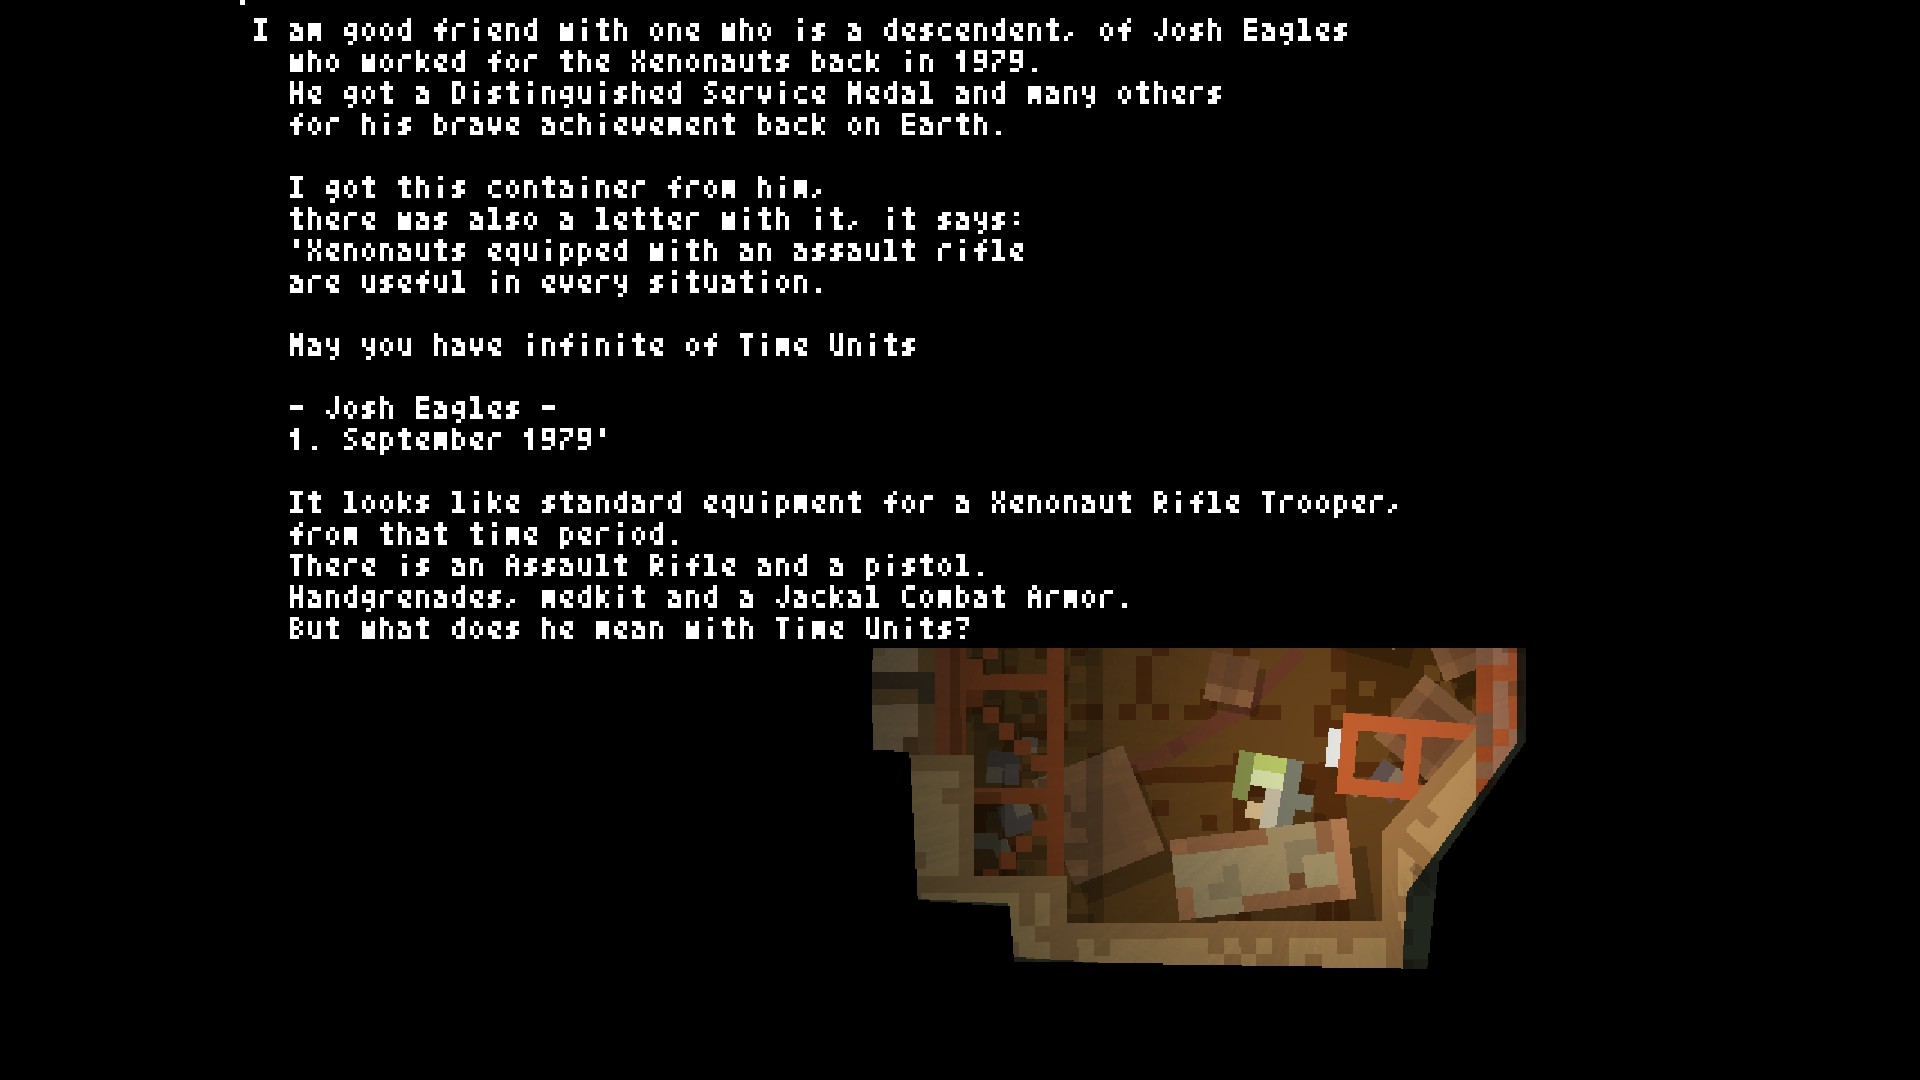 I am good friend with one who is a descendent, of Josh Eagles
who worked for the Xenonauts back in 1979.
He got a Distinguished Service Medal and many others
for his brave achievement back on Earth.
I got this container from him,
there was also a letter with it, it says:
'Xenonauts equipped with an assault rifle
are useful in every situation.
May you have infinite of Time Units
- Josh Eagles -
1. September 1979'
It looks like standard equipment for a Xenonaut Rifle Trooper,
from that time period.
There is an Assault Rifle and a pistol.
Handgrenades, medkit and a Jackal Combat Armor.
But what does he mean with Time Units?